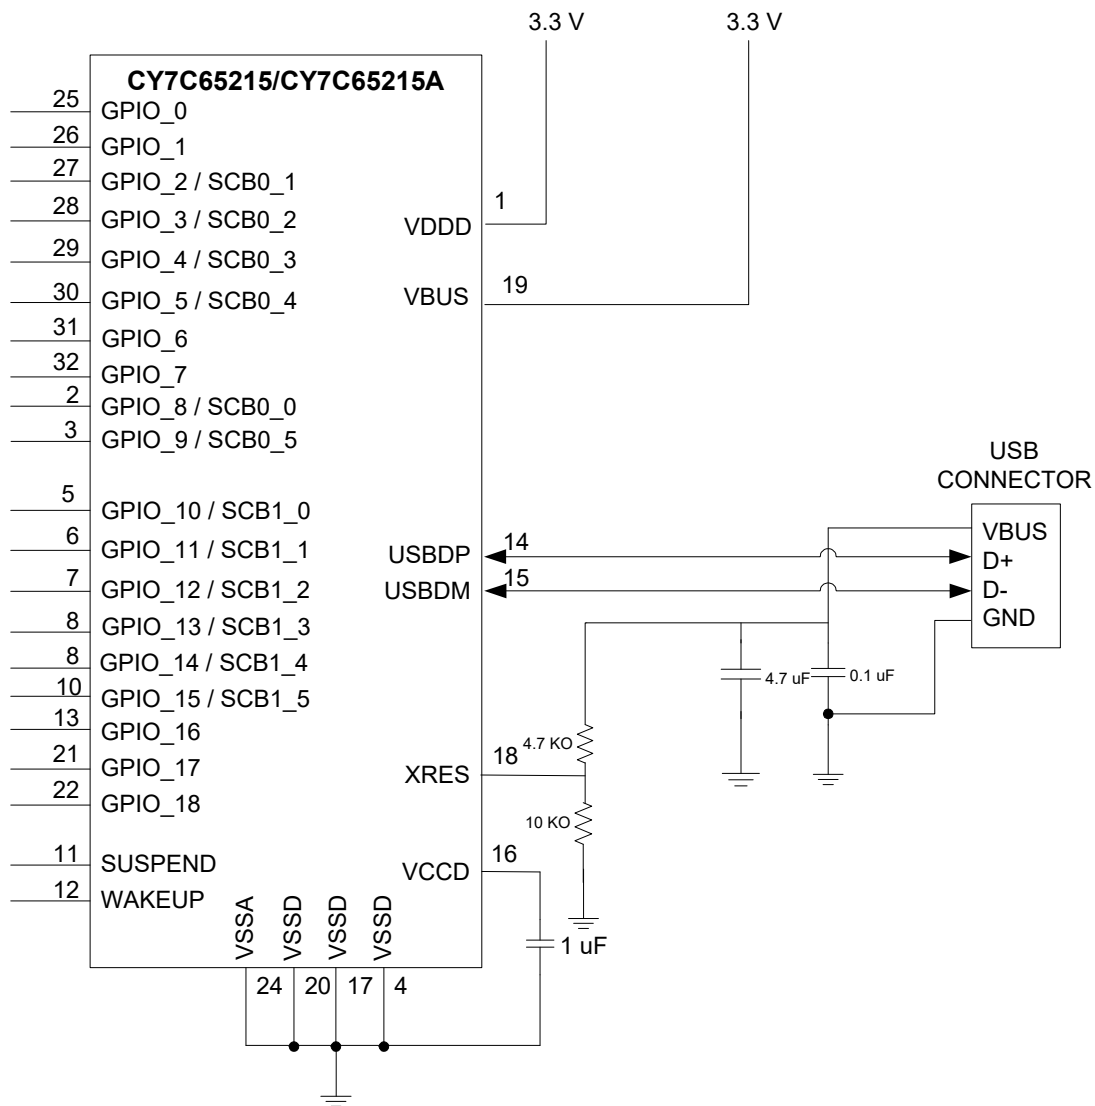 3.3 V
3.3 V
CY7C65215/CY7C65215A
25
GPIO_0
26
GPIO_1
27
GPIO_2 / SCB0_1
28
GPIO_3 / SCB0_2
29
GPIO_4 / SCB0_3
30
GPIO_5 / SCB0_4
31
GPIO_6
32
GPIO_7
2
GPIO_8 / SCB0_0
3
GPIO_9 / SCB0_5
5
GPIO_10 / SCB1_0
6
GPIO_11 / SCB1_1
7
GPIO_12 / SCB1_2
8
GPIO_13 / SCB1_3
8
GPIO_14 / SCB1_4
10
GPIO_15 / SCB1_5
13
GPIO_16
21
GPIO_17
22
GPIO_18
11
SUSPEND
12
WAKEUP
VDDD
1
VBUS
19
USBDP
14
USBDM
15
XRES
18
VCCD
16
VSSA
VSSD
VSSD
VSSD
24
20
17
4
1 uF
4.7 KO
10 KO
4.7 uF
0.1 uF
USB
CONNECTOR
VBUS
D+
D-
GND